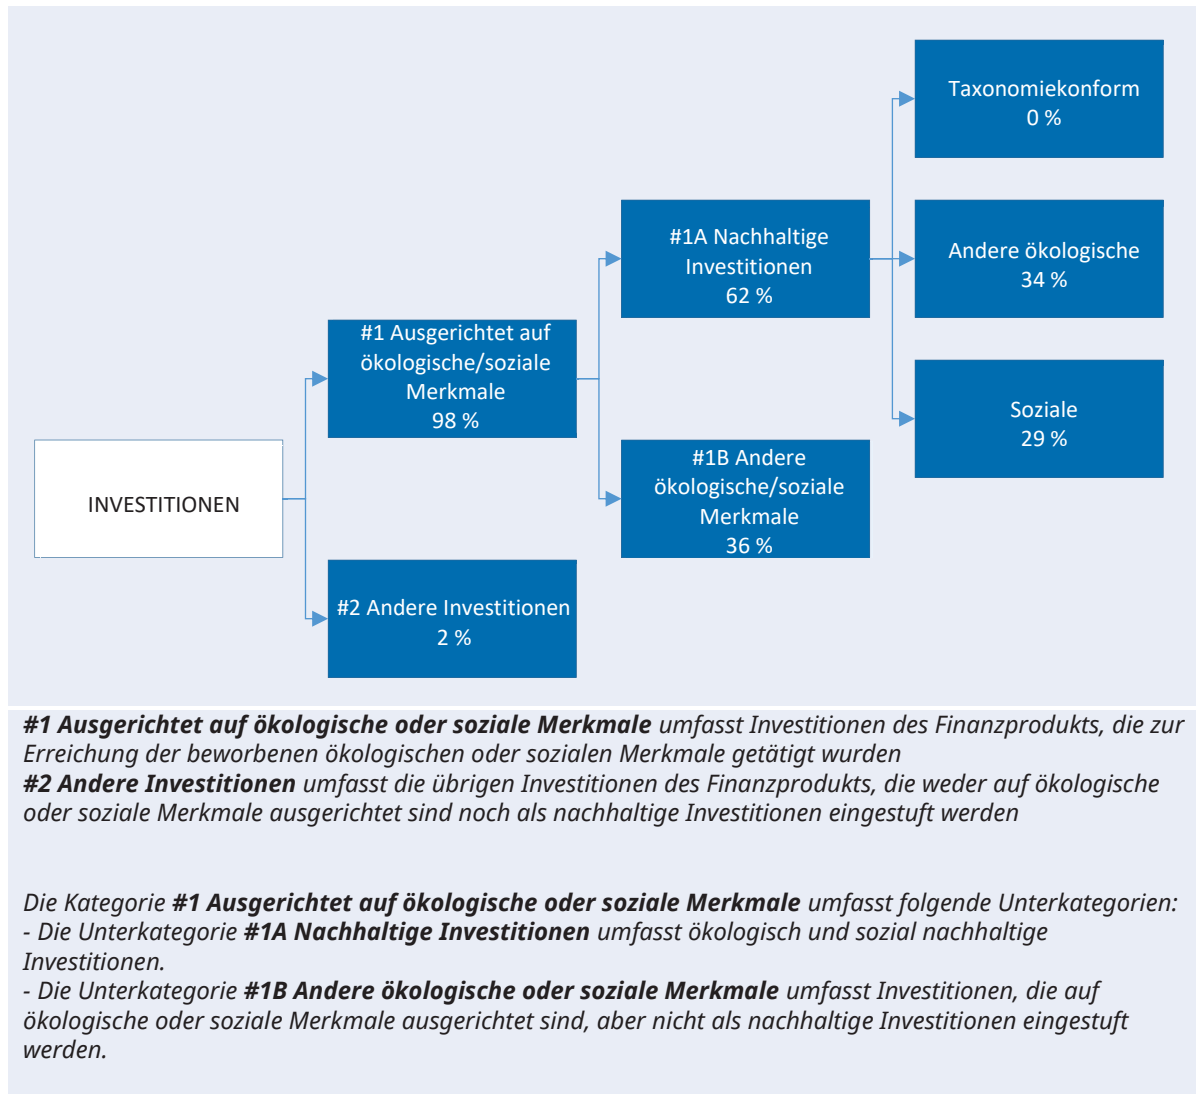 Taxonomiekonform
0 %
#1A Nachhaltige
Investitionen
62 %
Andere ökologische
34 %
#1 Ausgerichtet auf
ökologische/soziale
Merkmale
98 %
Soziale
29 %
#1B Andere
ökologische/soziale
Merkmale
36 %
INVESTITIONEN
#2 Andere Investitionen
2 %
#1 Ausgerichtet auf ökologische oder soziale Merkmale umfasst Investitionen des Finanzprodukts, die zur
Erreichung der beworbenen ökologischen oder sozialen Merkmale getätigt wurden
#2 Andere Investitionen umfasst die übrigen Investitionen des Finanzprodukts, die weder auf ökologische
oder soziale Merkmale ausgerichtet sind noch als nachhaltige Investitionen eingestuft werden
Die Kategorie #1 Ausgerichtet auf ökologische oder soziale Merkmale umfasst folgende Unterkategorien:
- Die Unterkategorie #1A Nachhaltige Investitionen umfasst ökologisch und sozial nachhaltige
Investitionen.
- Die Unterkategorie #1B Andere ökologische oder soziale Merkmale umfasst Investitionen, die auf
ökologische oder soziale Merkmale ausgerichtet sind, aber nicht als nachhaltige Investitionen eingestuft
werden.